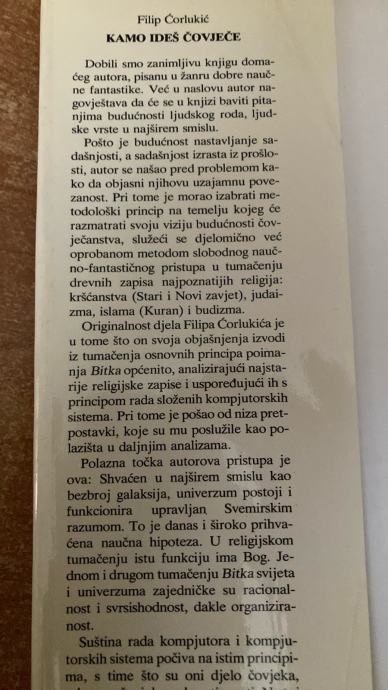 Filip Ćorlukić
KAMO IDEŠ ČOVJEČE
Dobili smo zanimljivu knjigu doma-
ćeg autora, pisanu u žanru dobre nauč-
ne fantastike. Već u naslovu autor na-
govještava da će se u knjizi baviti pita-
njima budućnosti ljudskog roda, ljud-
ske vrste u najširem smislu.
Pošto je budućnost nastavljanje sa-
dašnjosti, a sadašnjost izrasta iz prošlo-
sti, autor se našao pred problemom ka-
ko da objasni njihovu uzajamnu pove-
zanost. Pri tome je morao izabrati me-
todološki princip na temelju kojeg će
razmatrati svoju viziju budućnosti čov-
ječanstva, služeći se djelomično već
oprobanom metodom slobodnog nauč-
no-fantastičnog pristupa u tumačenju
drevnih zapisa najpoznatijih religija:
kršćanstva (Stari i Novi zavjet), judai-
zma, islama (Kuran) i budizma.
Originalnost djela Filipa Ćorlukića je
u tome što on svoja objašnjenja izvodi
iz tumačenja osnovnih principa poima-
nja Bitka općenito, analizirajući najsta-
rije religijske zapise i uspoređujući ih s
principom rada složenih kompjutorskih
sistema. Pri tome je pošao od niza pret-
postavki, koje su mu poslužile kao po-
lazišta u daljnjim analizama.
Polazna točka autorova pristupa je
ova: Shvaćen u najširem smislu kao
bezbroj galaksija, univerzum postoji i
funkcionira upravljan Svemirskim
razumom. To je danas i široko prihva-
ćena naučna hipoteza. U religijskom
tumačenju istu funkciju ima Bog. Je-
dnom i drugom tumačenju Bitka svijeta
i univerzuma zajedničke su racional-
nost i svrsishodnost, dakle organizira-
nost.
Suština rada kompjutora i kompju-
torskih sistema počiva na istim principi-
ma, s time što su oni djelo čovjeka,